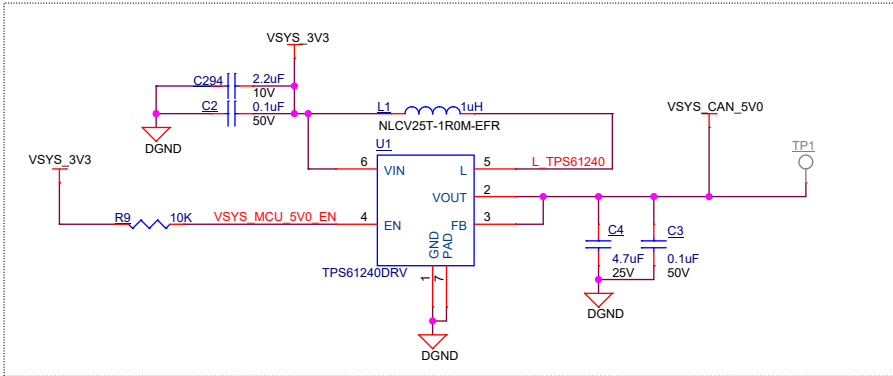 VSYS_3V3
C294 2.2uF
10V
C2 0.1uF
50V
L1 1uH
NLCV25T-1R0M-EFR
VSYS_CAN_5V0
DGND
U1
TP1
VSYS_3V3
6 VIN L 5 L_TPS61240
VOUT 2
R9 10K VSYS_MCU_5V0_EN 4 EN FB 3
GND
PAD
C4 C3
4.7uF 0.1uF
25V 50V
TPS61240DRV
1 7
DGND
DGND